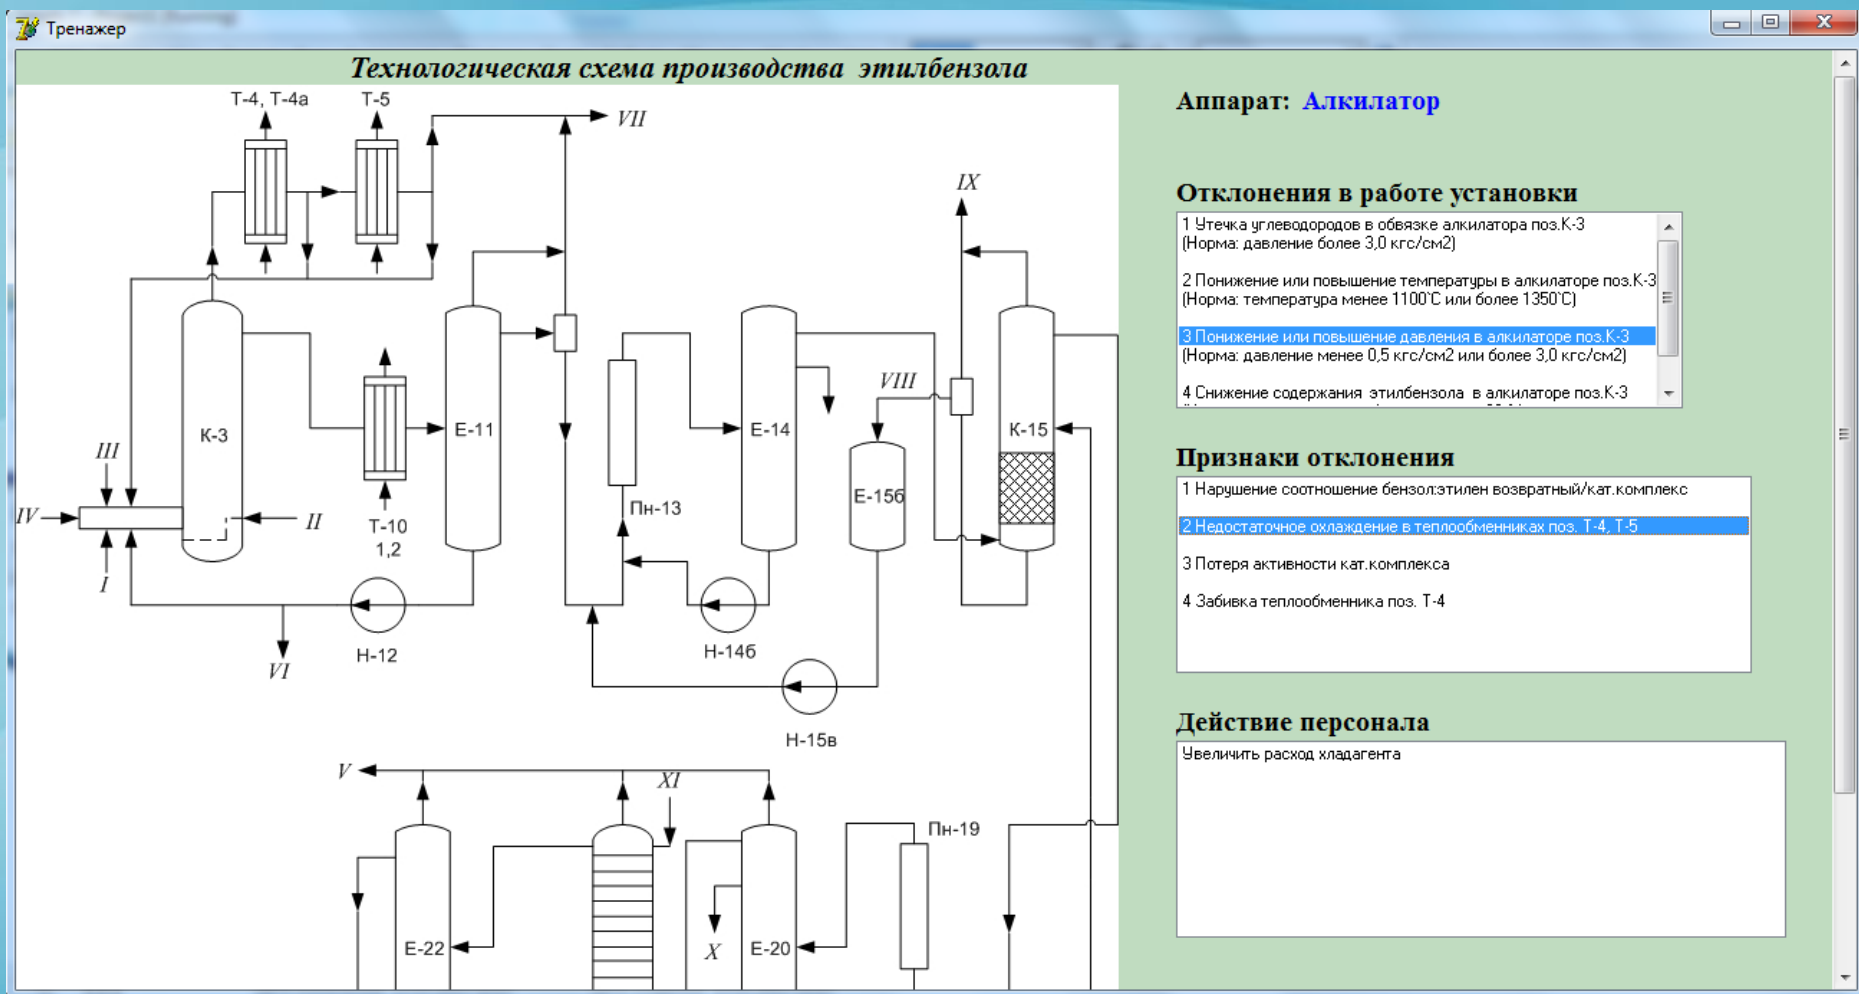 Тренажер
Технологическая схема производства этилбензола
Т-4, Т-4а
Т-5
VII
IX
К-3
III
IV
II
I
Т-10
1,2
Е-11
Пн-13
Е-14
VIII
Е-15б
К-15
VI
Н-12
Н-14б
Н-15в
V
XI
Пн-19
Е-22
X
Е-20
Аппарат: Алкилатор
Отклонения в работе установки
1 Утечка углеводородов в обвязке алкилатора поз.К-3
(Норма: давление более 3,0 кгс/см2)
2 Понижение или повышение температуры в алкилаторе поз.К-3
(Норма: температура менее 1100`С или более 1350`С)
3 Понижение или повышение давления в алкилаторе поз.К-3
(Норма: давление менее 0,5 кгс/см2 или более 3,0 кгс/см2)
4 Снижение содержания этилбензола в алкилаторе поз.К-3
Признаки отклонения
1 Нарушение соотношение бензол:этилен возвратный/кат.комплекс
2 Недостаточное охлаждение в теплообменниках поз. Т-4, Т-5
3 Потеря активности кат.комплекса
4 Забивка теплообменника поз. Т-4
Действие персонала
Увеличить расход хладагента